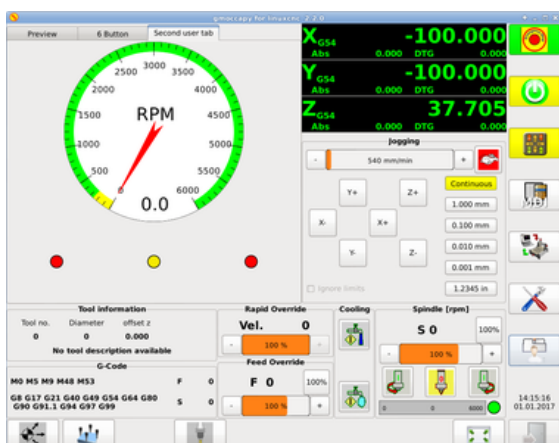 gmoccapy for linuxcnc 2.2.0
Preview
6 Button
Second user tab
3000
2500
3500
2000
4000
RPM
1500
4500
1000
5000
500
5500
0
6000
0.0
X G54 -100.000
Abs 0.000 DTG 0.000
Y G54 -100.000
Abs 0.000 DTG 0.000
Z G54 37.705
Abs 0.000 DTG 0.000
Jogging
- 540 mm/min +
Continuous
Y+
Z+
1.000 mm
X-
X+
0.100 mm
Y-
Z-
0.010 mm
0.001 mm
Ignore limits
1.2345 in
MDI
Tool information
Tool no. Diameter offset z
0 0 0.000
No tool description available
G-Code
M0 M5 M9 M48 M53 F 0
G8 G17 G21 G40 G49 G54 G64 G80
G90 G91.1 G94 G97 G99 S 0
Rapid Override
Vel. 0
- 100 % +
Feed Override
F 0 100%
- 100 % +
Cooling
Spindle [rpm]
S 0 100%
- 100 % +
0 0 6000
14:15:16
01.01.2017